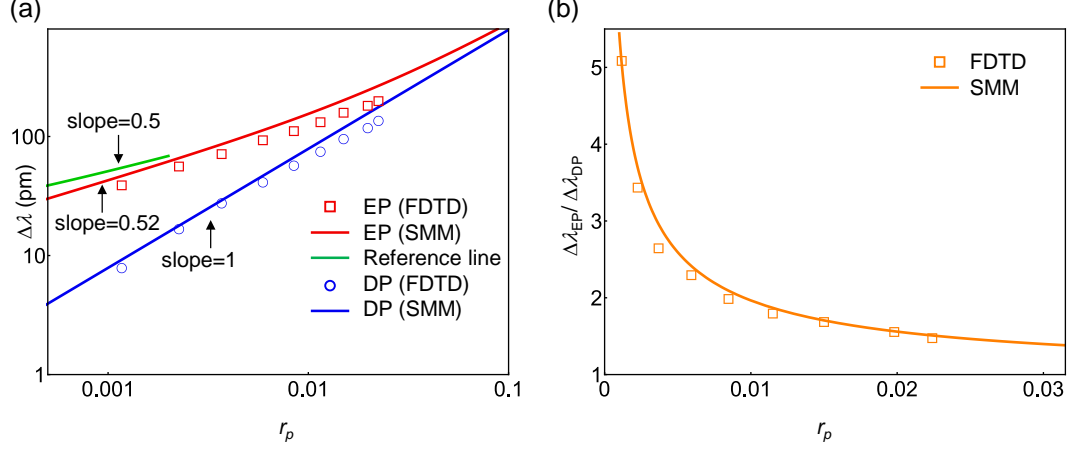 (a)
100
10
1
Δλ (pm)
slope=0.5
slope=0.52
slope=1
EP (FDTD)
EP (SMM)
Reference line
DP (FDTD)
DP (SMM)
0.001
0.01
0.1
r_p
(b)
5
4
3
2
1
Δλ_EP / Δλ_DP
FDTD
SMM
0
0.01
0.02
0.03
r_p